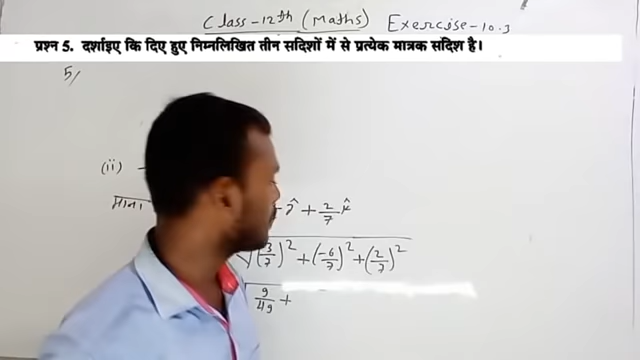 Class-12th (Maths) Exercise-10.3
प्रश्न 5. दर्शाइए कि दिए हुए निम्नलिखित तीन सदिशों में से प्रत्येक मात्रक सदिश है।
5/
(ii)
माना
ĵ + 2/7 k̂
√(3/7)² + (-6/7)² + (2/7)²
9/49 +